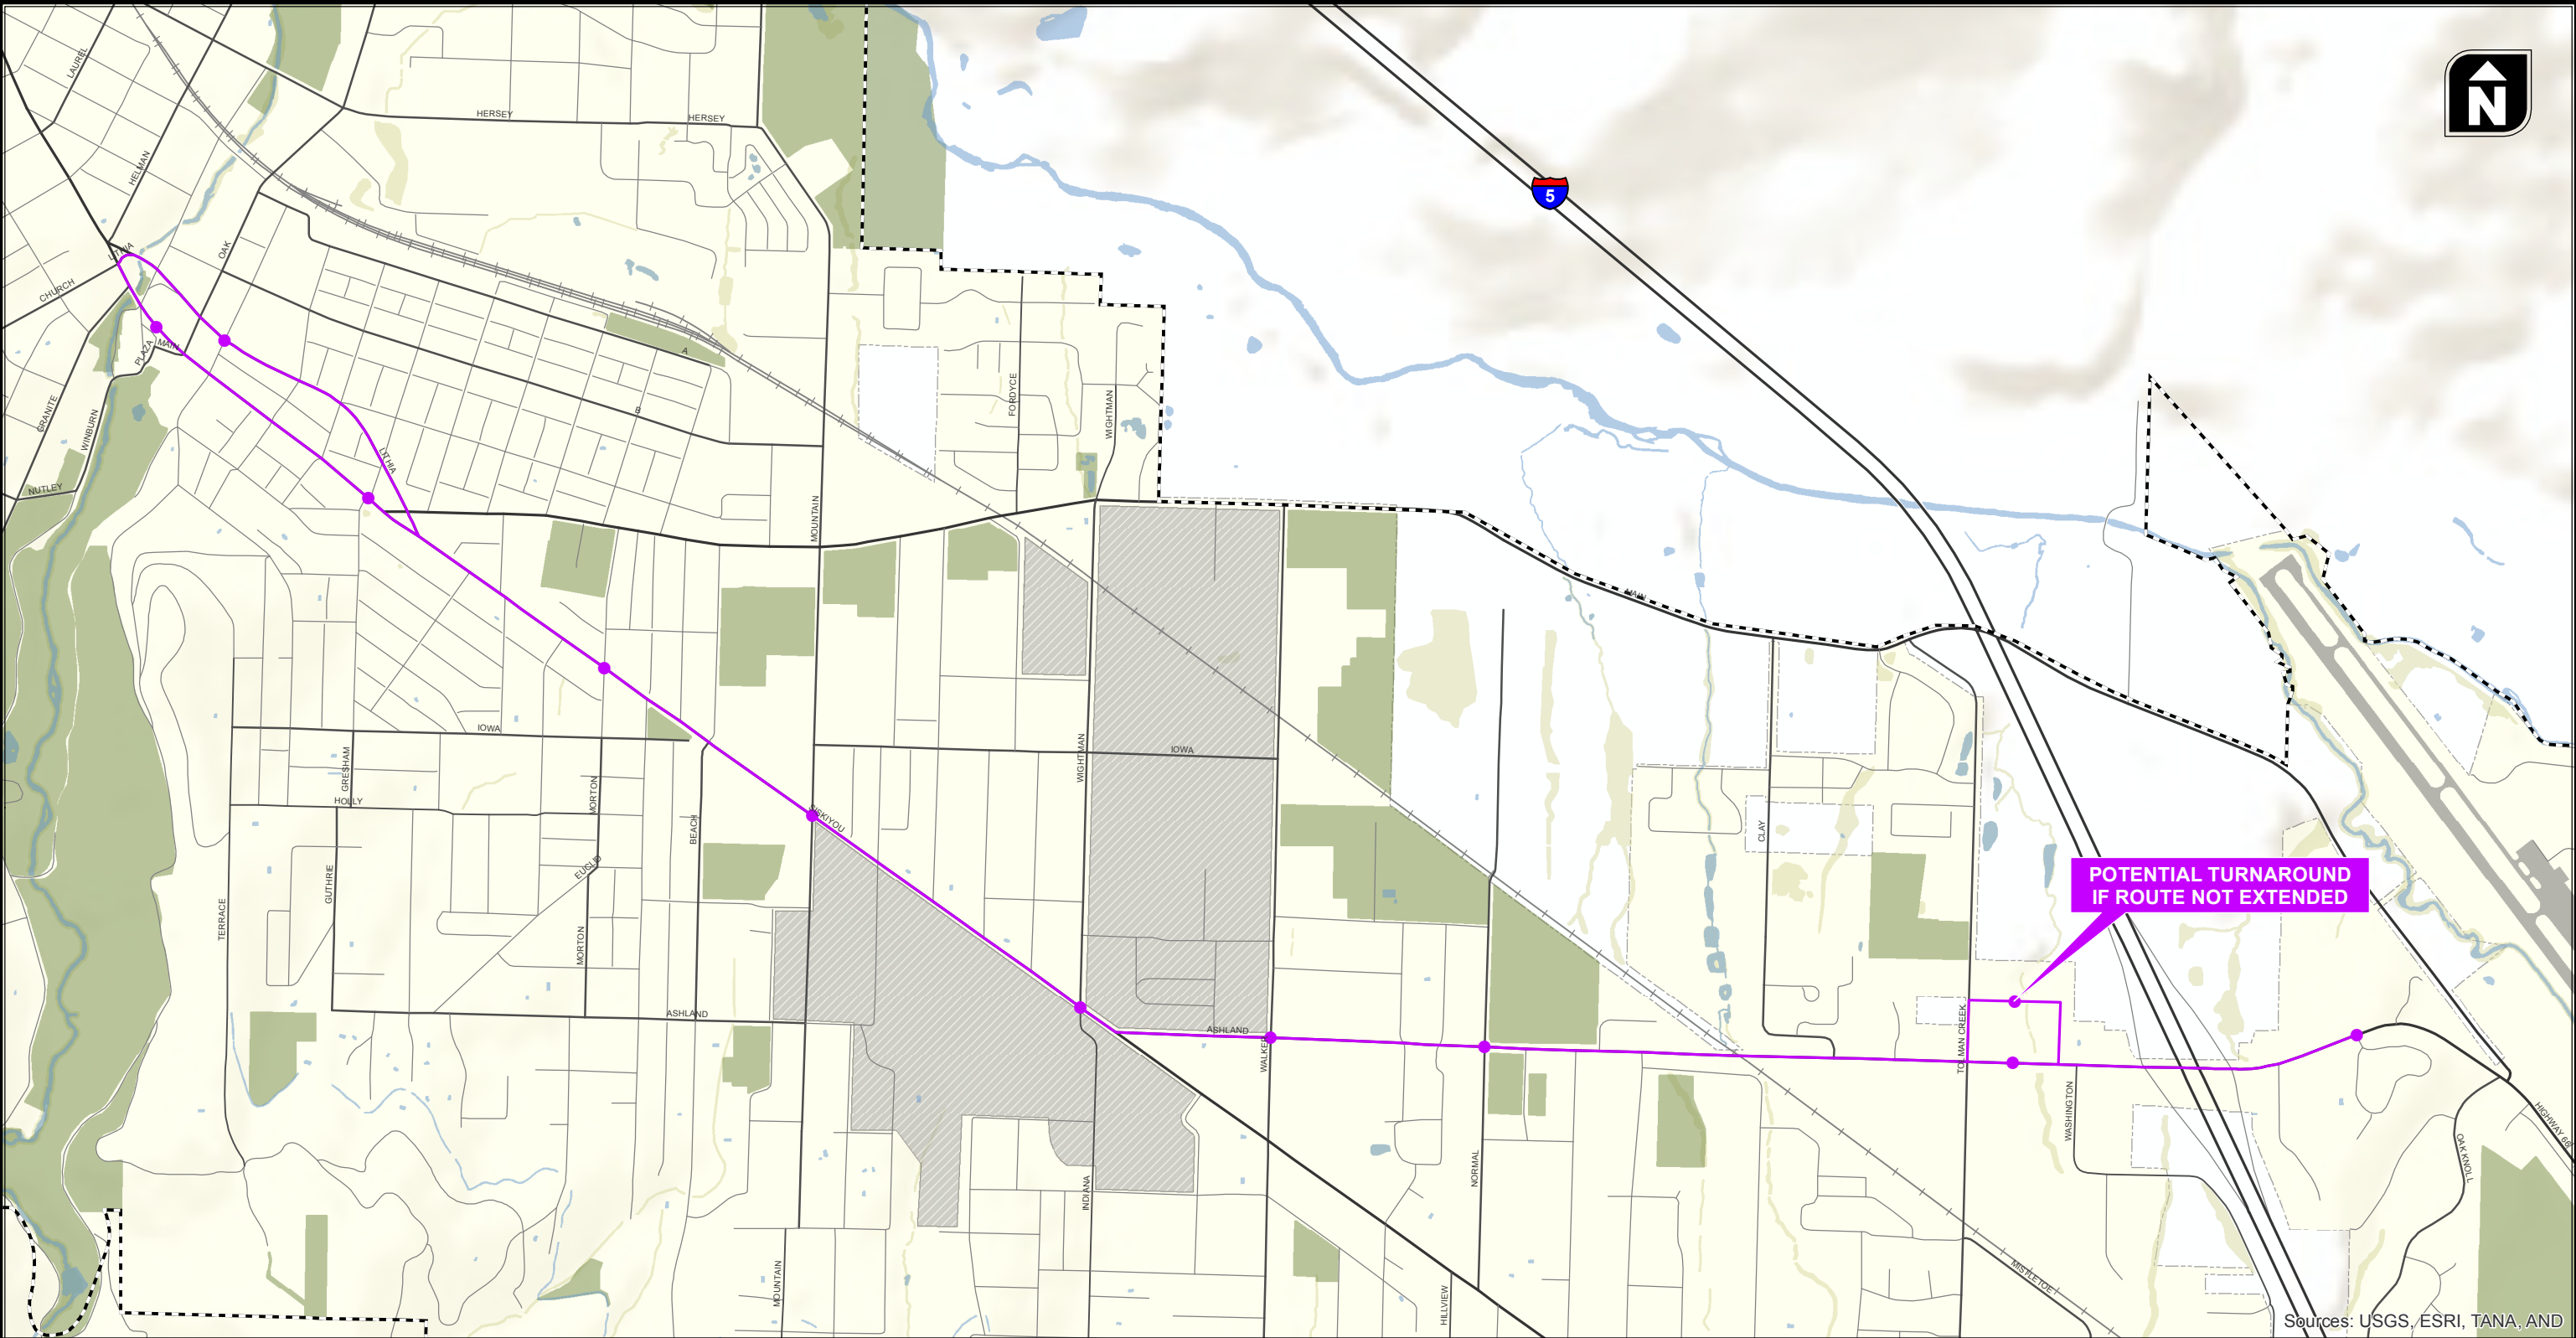 LAUREL
N
HERSEY
HERSEY
5
HELMAN
LITHIA
OAK
CHURCH
PLAZA
MAIN
A
FORDYCE
B
WIGHTMAN
GRANITE
WINBURN
LITHIA
NUTLEY
MOUNTAIN
MAIN
IOWA
IOWA
GRESHAM
WIGHTMAN
MORTON
HOLLY
SISKIYOU
BEACH
CLAY
EUCLID
GUTHRIE
POTENTIAL TURNAROUND
IF ROUTE NOT EXTENDED
TERRACE
MORTON
ASHLAND
ASHLAND
WALKER
TOLMAN CREEK
WASHINGTON
HIGHWAY 66
OAK KNOLL
NORMAL
INDIANA
MOUNTAIN
HILLVIEW
MISTLETOE
Sources: USGS, ESRI, TANA, AND